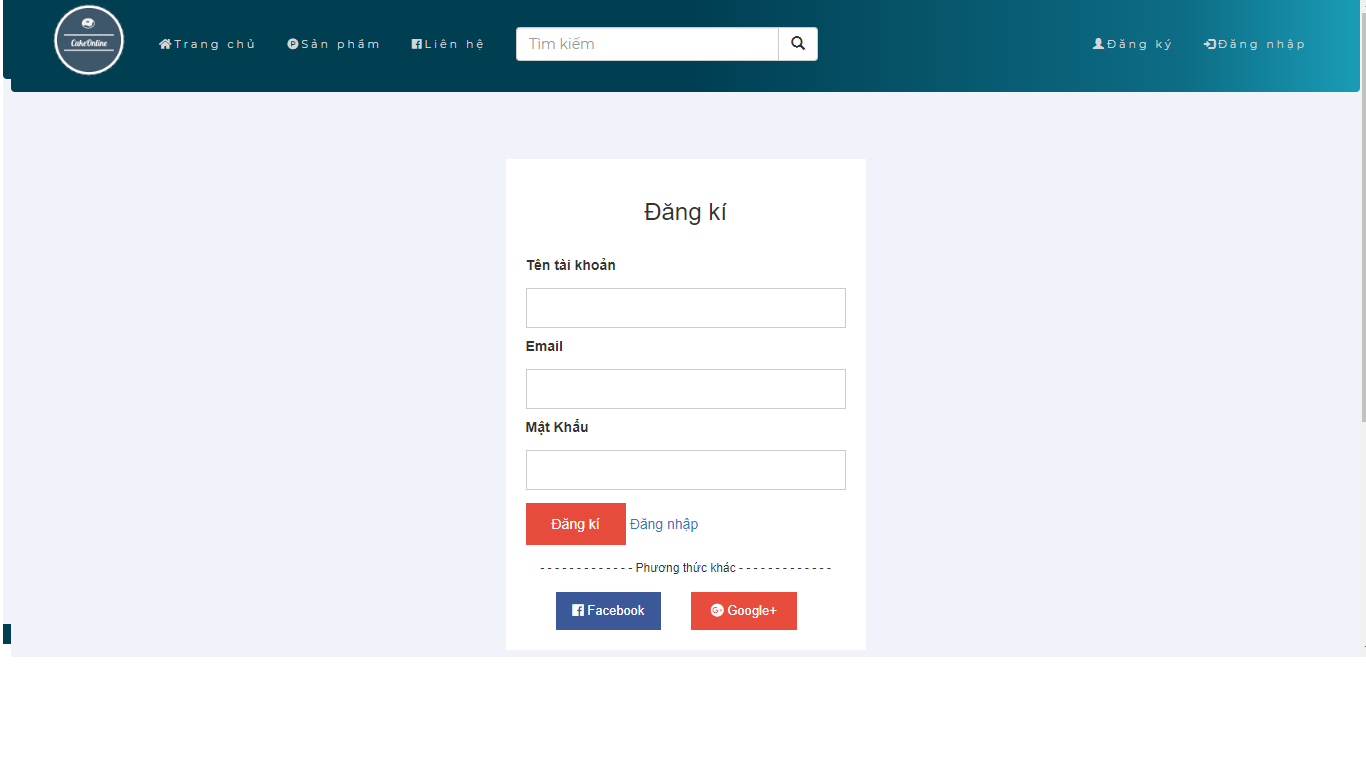 CakeOnline
Trang chủ Sản phẩm Liên hệ Tìm kiếm Đăng ký Đăng nhập
Đăng kí
Tên tài khoản
Email
Mật Khẩu
Đăng kí Đăng nhập
- - - - - - - - - - - - - Phương thức khác - - - - - - - - - - - - -
Facebook Google+